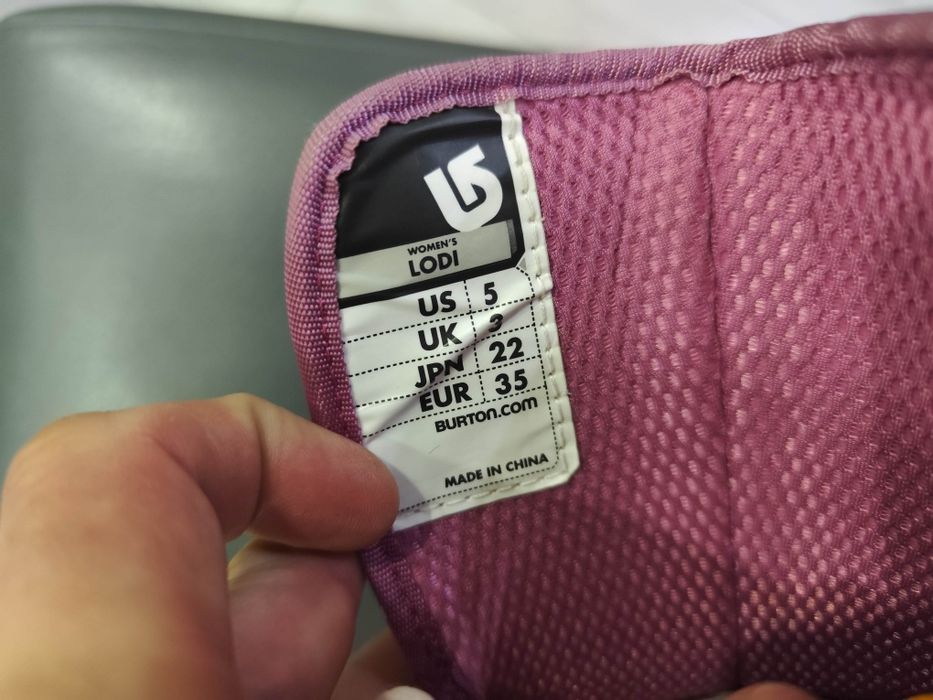 WOMEN'S
LODI
US 5
UK 3
JPN 22
EUR 35
BURTON.COM
MADE IN CHINA